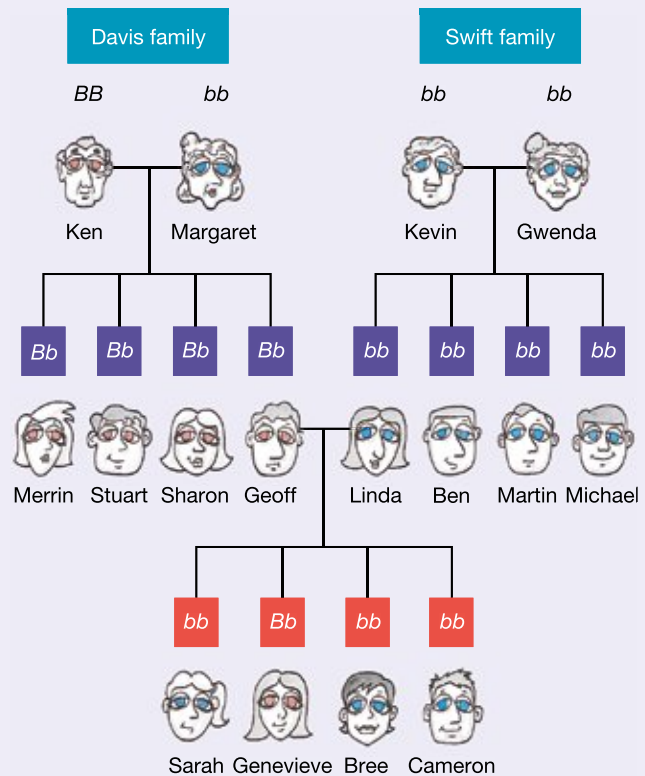 Davis family Swift family
BB bb bb bb
Ken Margaret Kevin Gwenda
Bb Bb Bb Bb bb bb bb bb
Merrin Stuart Sharon Geoff Linda Ben Martin Michael
bb Bb bb bb
Sarah Genevieve Bree Cameron